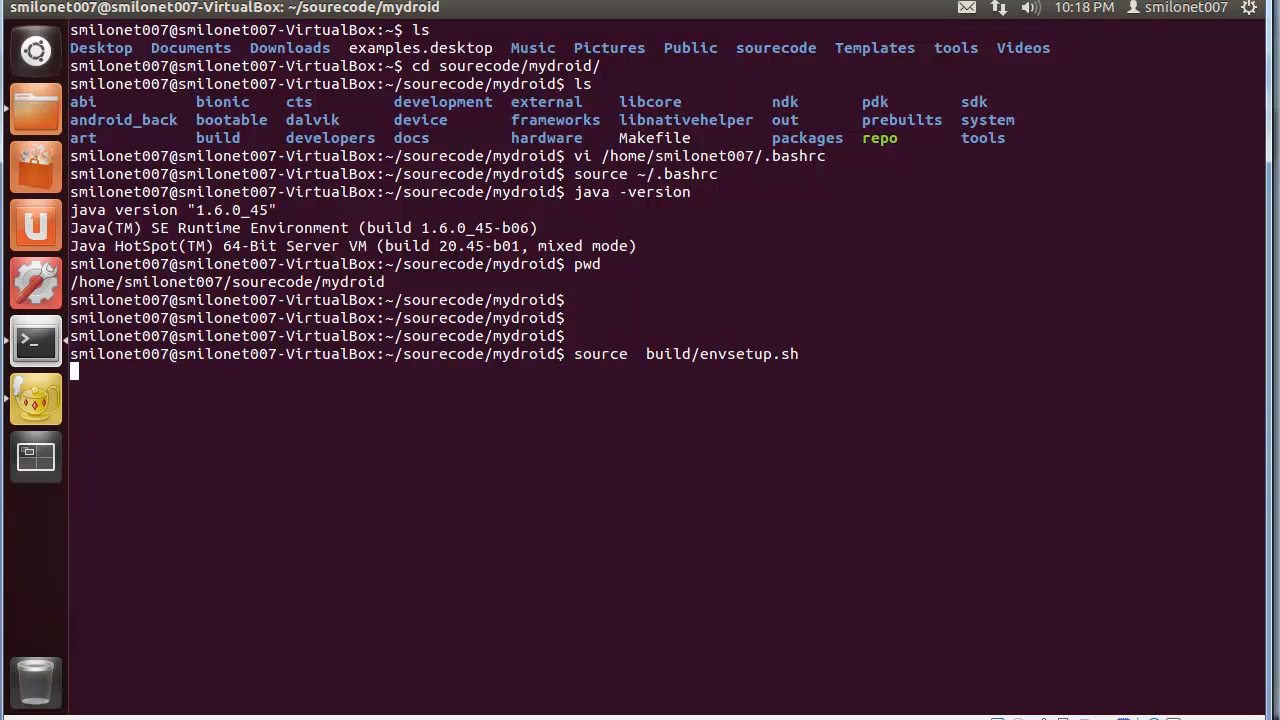 smilonet007@smilonet007-VirtualBox: ~/sourecode/mydroid 10:18 PM smilonet007
smilonet007@smilonet007-VirtualBox:~$ ls
Desktop Documents Downloads examples.desktop Music Pictures Public sourecode Templates tools Videos
smilonet007@smilonet007-VirtualBox:~$ cd sourecode/mydroid/
smilonet007@smilonet007-VirtualBox:~/sourecode/mydroid$ ls
abi bionic cts development external libcore ndk pdk sdk
android_back bootable dalvik device frameworks libnativehelper out prebuilts system
art build developers docs hardware Makefile packages repo tools
smilonet007@smilonet007-VirtualBox:~/sourecode/mydroid$ vi /home/smilonet007/.bashrc
smilonet007@smilonet007-VirtualBox:~/sourecode/mydroid$ source ~/.bashrc
smilonet007@smilonet007-VirtualBox:~/sourecode/mydroid$ java -version
java version "1.6.0_45"
Java(TM) SE Runtime Environment (build 1.6.0_45-b06)
Java HotSpot(TM) 64-Bit Server VM (build 20.45-b01, mixed mode)
smilonet007@smilonet007-VirtualBox:~/sourecode/mydroid$ pwd
/home/smilonet007/sourecode/mydroid
smilonet007@smilonet007-VirtualBox:~/sourecode/mydroid$
smilonet007@smilonet007-VirtualBox:~/sourecode/mydroid$
smilonet007@smilonet007-VirtualBox:~/sourecode/mydroid$
smilonet007@smilonet007-VirtualBox:~/sourecode/mydroid$ source  build/envsetup.sh